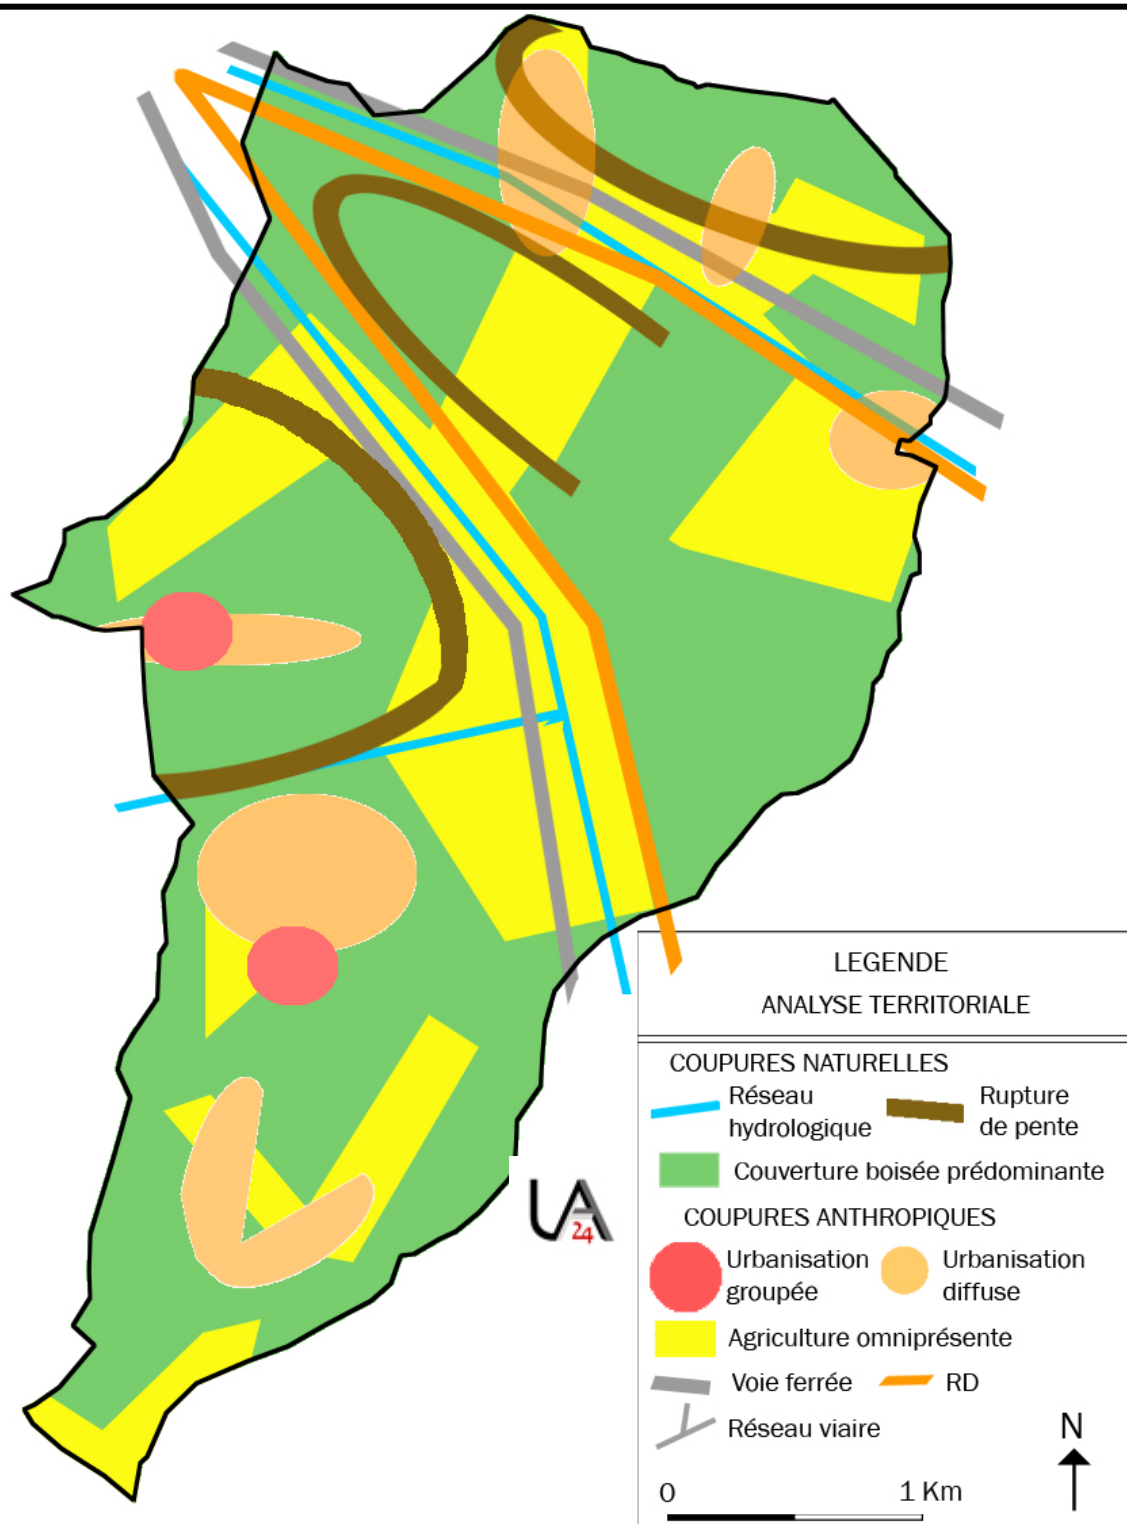 LEGENDE
ANALYSE TERRITORIALE
COUPURES NATURELLES
Réseau
hydrologique
Rupture
de pente
Couverture boisée prédominante
COUPURES ANTHROPIQUES
Urbanisation
groupée
Urbanisation
diffuse
Agriculture omniprésente
Voie ferrée
RD
Réseau viaire
N
0
1 Km
UA
24